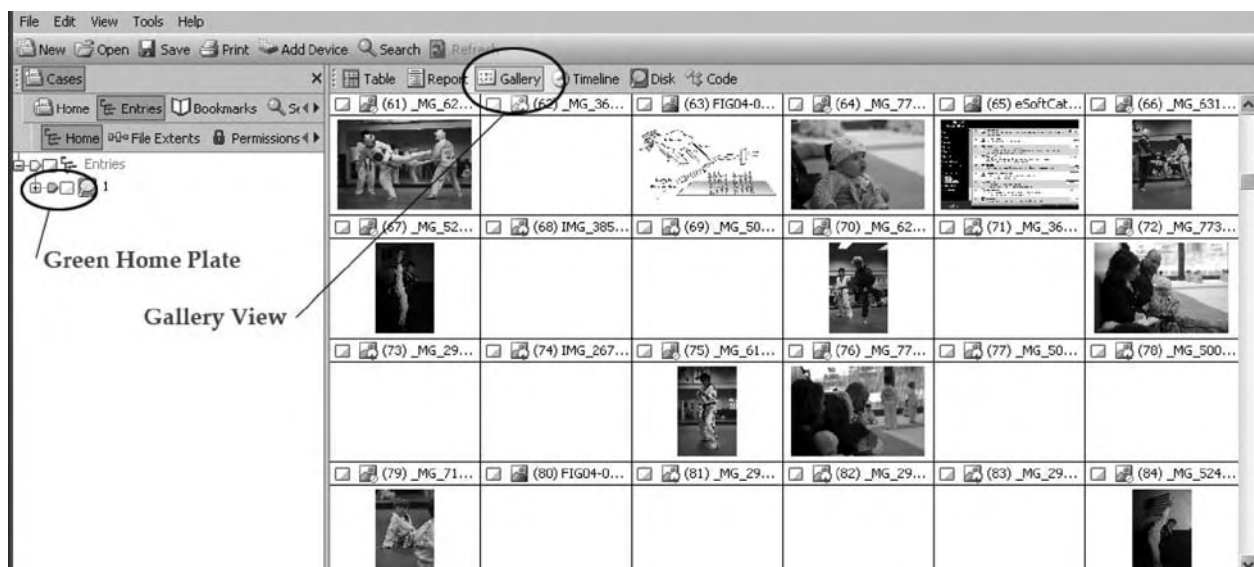 File Edit View Tools Help
New Open Save Print Add Device Search Refresh
Cases
Table Report Gallery Timeline Disk Code
Home Entries Bookmarks Se
Home File Extents Permissions
Entries
1
(61) _MG_62... (62) _MG_36... (63) FIG04-0... (64) _MG_77... (65) eSoftCat... (66) _MG_631...
(67) _MG_52... (68) IMG_385... (69) _MG_50... (70) _MG_62... (71) _MG_36... (72) _MG_773...
(73) _MG_29... (74) IMG_267... (75) _MG_61... (76) _MG_77... (77) _MG_50... (78) _MG_500...
(79) _MG_71... (80) FIG04-0... (81) _MG_29... (82) _MG_29... (83) _MG_29... (84) _MG_524...
Green Home Plate
Gallery View